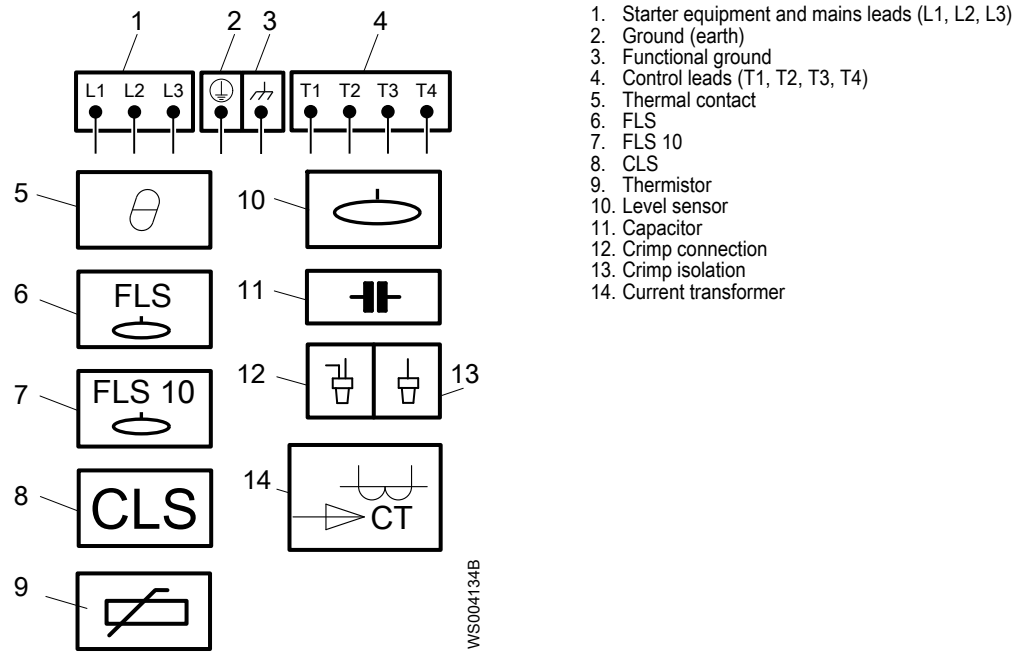 1 2 3 4
L1 L2 L3 T1 T2 T3 T4
5
10
6
FLS
11
7
FLS 10
12
13
8
CLS
14
CT
9
WS004134B
1. Starter equipment and mains leads (L1, L2, L3)
2. Ground (earth)
3. Functional ground
4. Control leads (T1, T2, T3, T4)
5. Thermal contact
6. FLS
7. FLS 10
8. CLS
9. Thermistor
10. Level sensor
11. Capacitor
12. Crimp connection
13. Crimp isolation
14. Current transformer